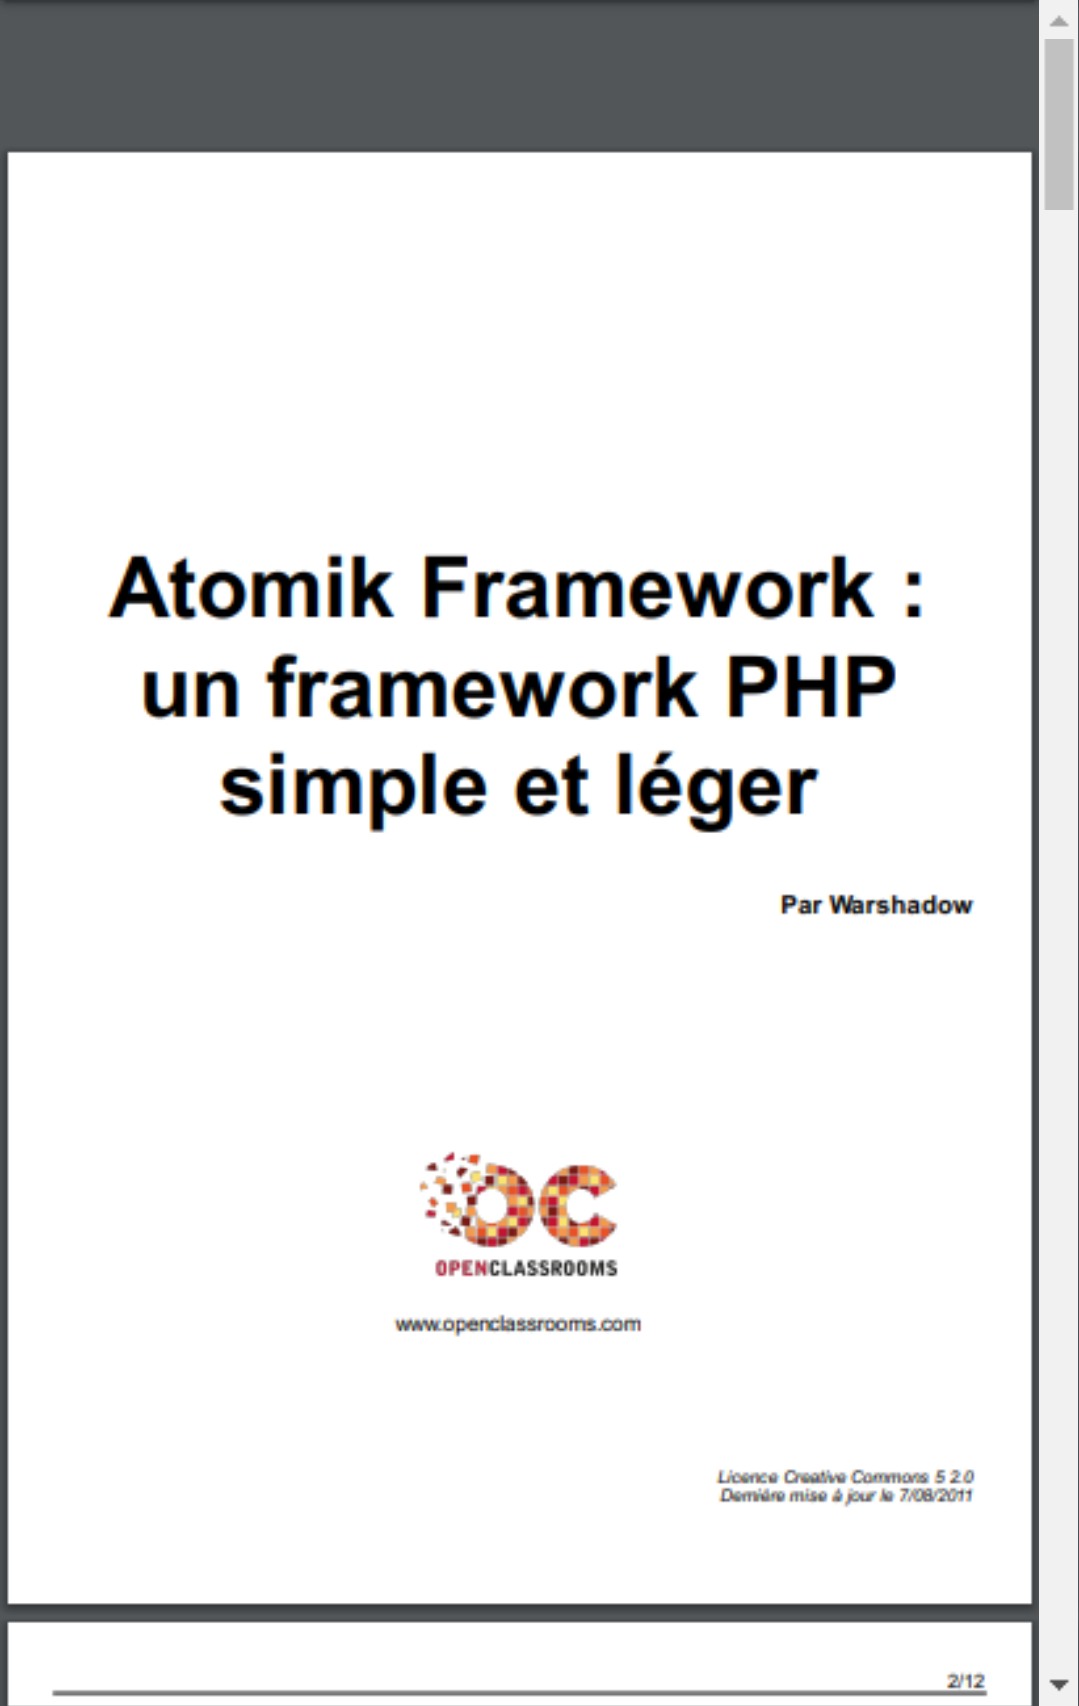 Atomik Framework :
un framework PHP
simple et léger
Par Warshadow
OC
OPENCLASSROOMS
www.openclassrooms.com
Licence Creative Commons 5 2.0
Dernière mise à jour le 7/08/2011
2/12